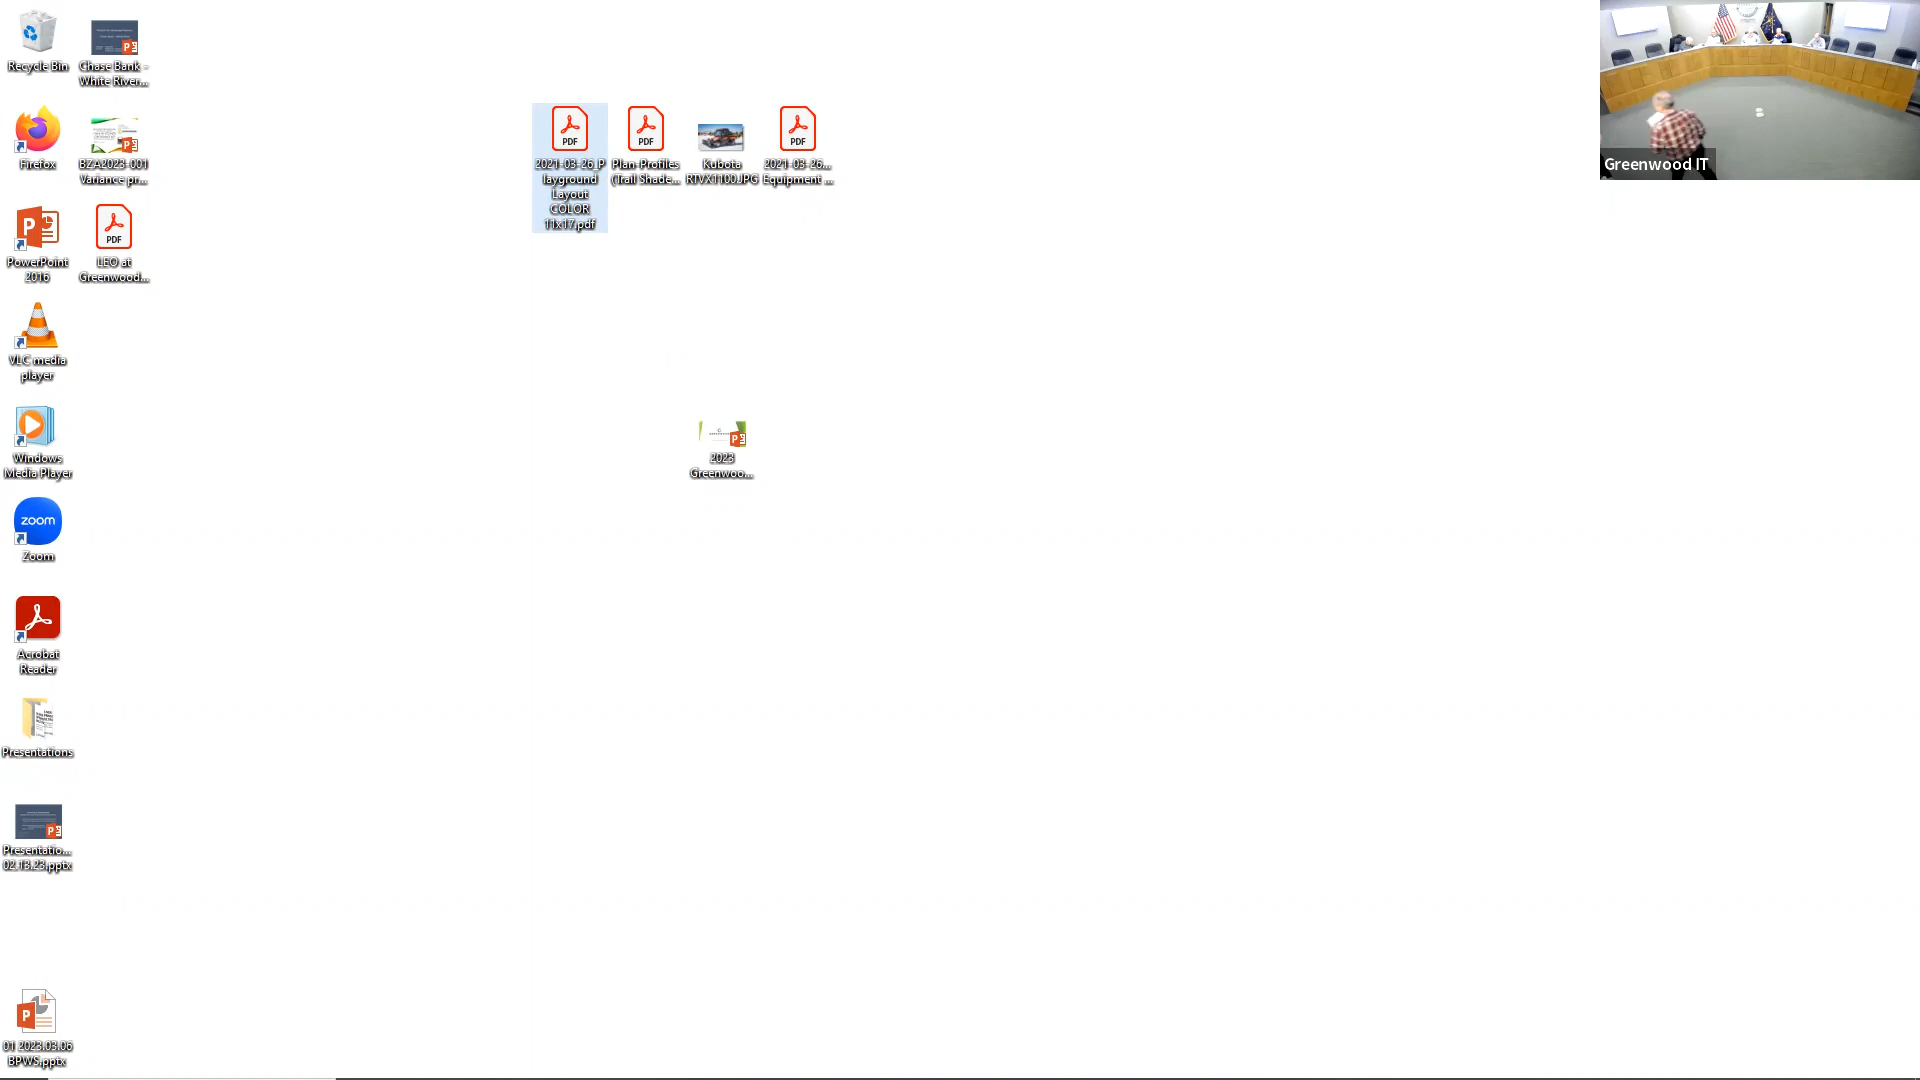 Recycle Bin
Chase Bank -
White River...
Firefox
BZA2023-001
Variance pr...
PowerPoint
2016
PDF
LEO at
Greenwood...
VLC media
player
Windows
Media Player
zoom
Zoom
Acrobat
Reader
Presentations
Presentatio...
02.13.23.pptx
01 2023.03.06
BPWS.pptx
PDF
2021-03-26_P
layground
Layout
COLOR
11x17.pdf
PDF
Plan-Profiles
(Trail Shade...
Kubota
RTVX1100.JPG
PDF
2021-03-26...
Equipment ...
2023
Greenwoo...
Greenwood IT